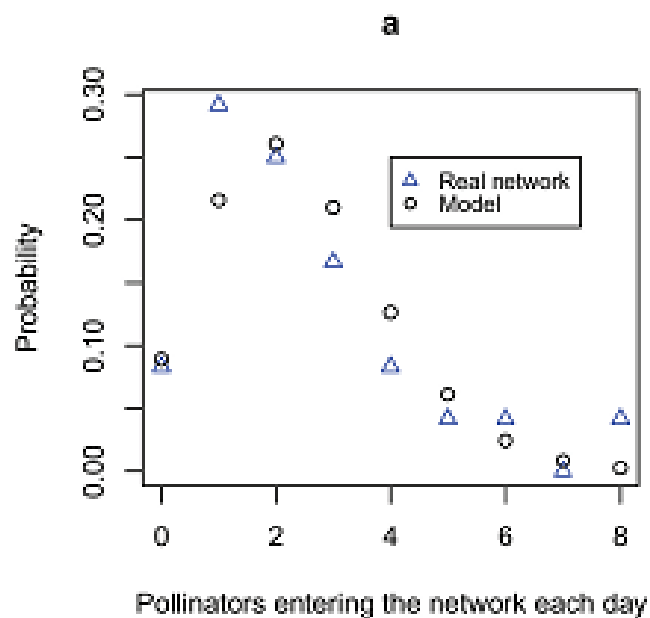 a
0.30
0.20
0.10
0.00
Probability
Real network
Model
0 2 4 6 8
Pollinators entering the network each day